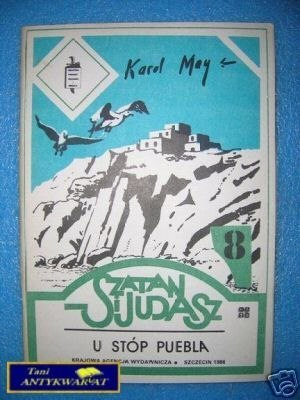 Karol May
8
SZATAN
I JUDASZ
U STÓP PUEBLA
KRAJOWA AGENCJA WYDAWNICZA ● SZCZECIN 1986
Tani
ANTYKWARIAT